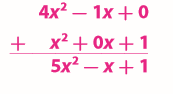 4x² – 1x + 0
+ x² + 0x + 1
5x² – x + 1